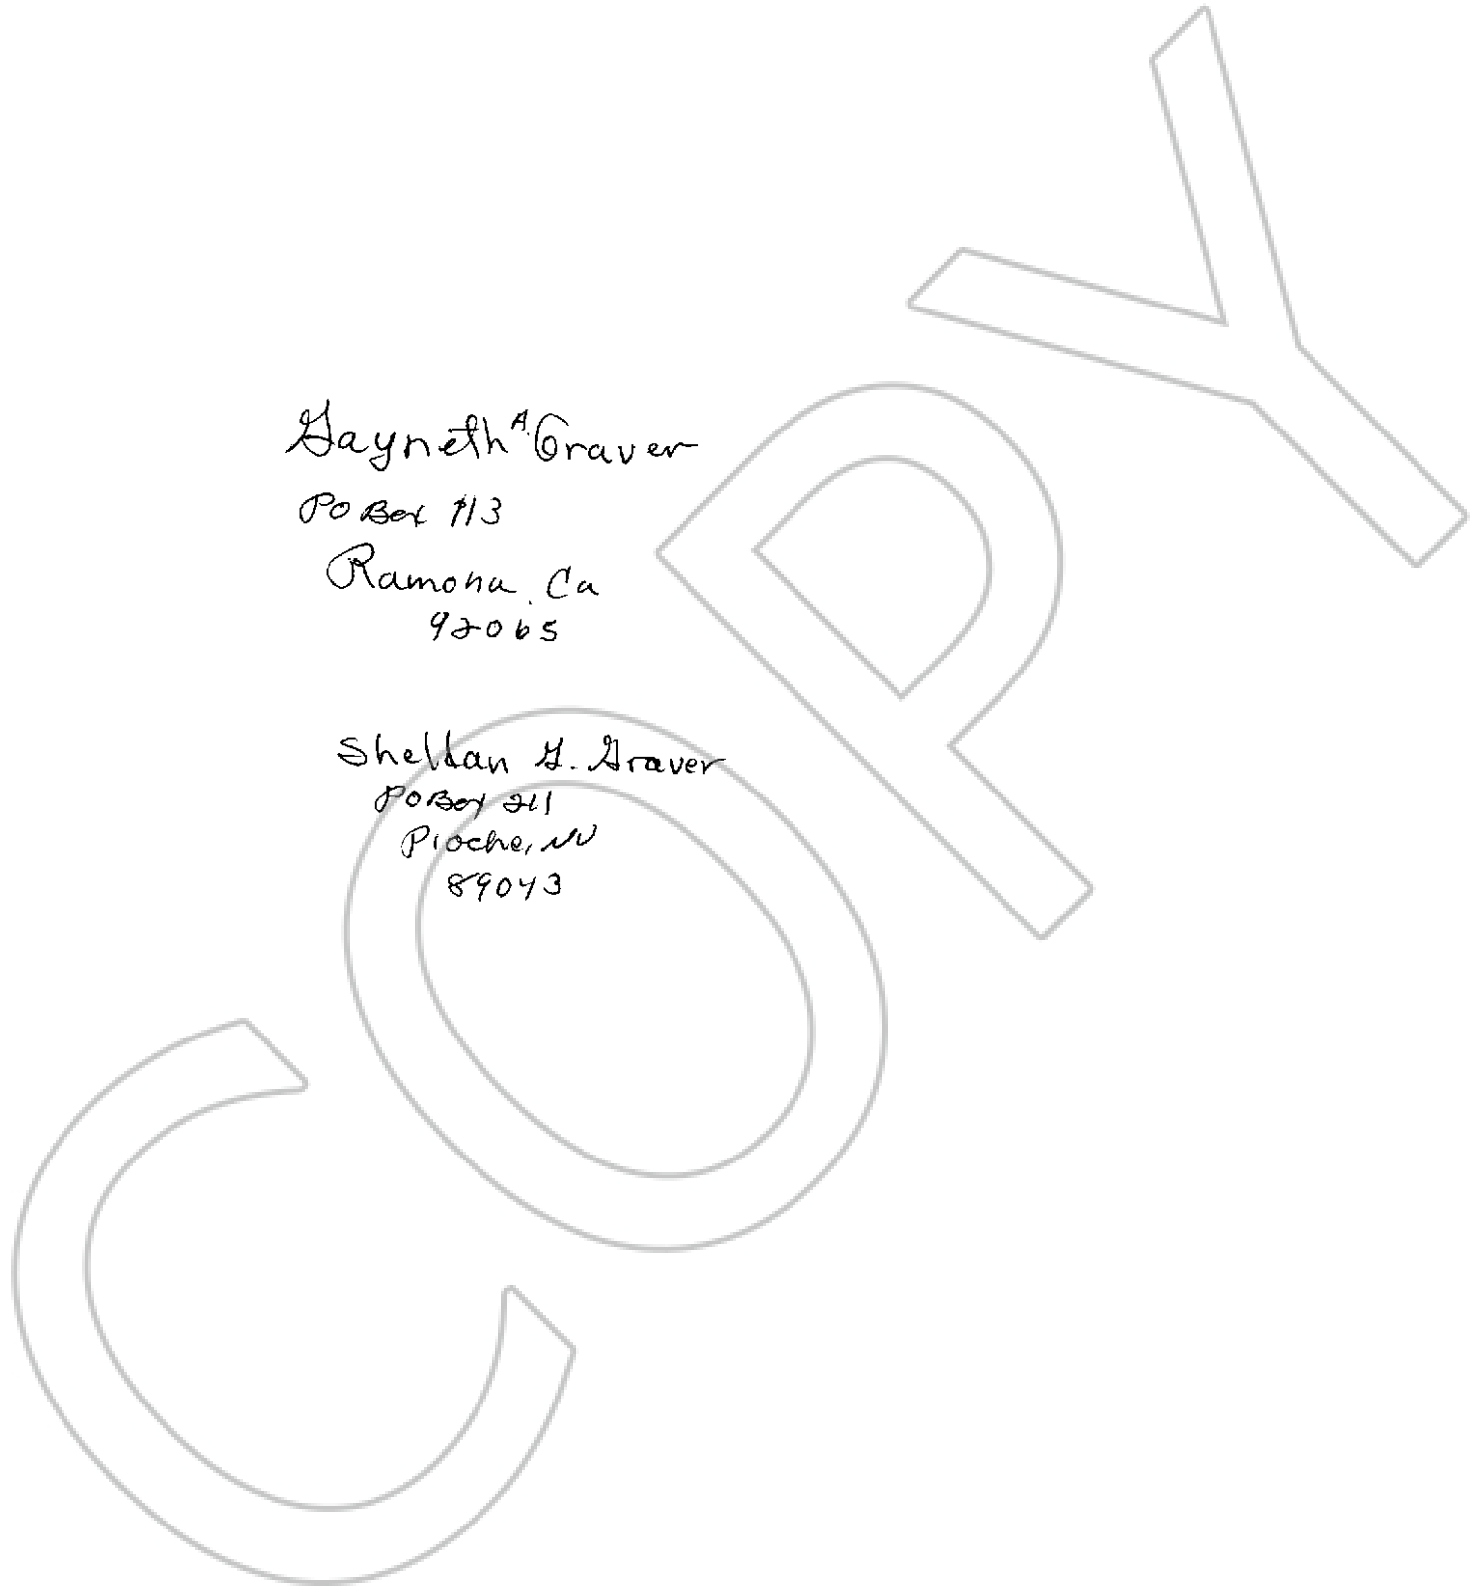 Gayneth A. Graver
PO Box 113
Ramona, Ca
92065
Sheldan G. Graver
PO Box 211
Pioche, NV
89043
COPY